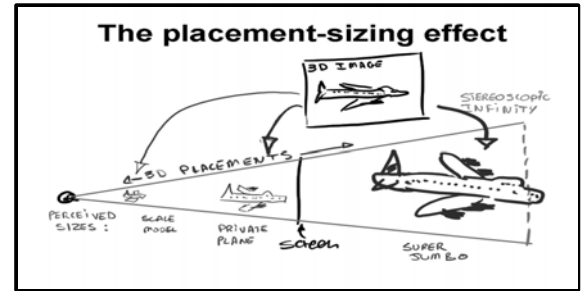 The placement-sizing effect
3D IMAGE
STEREOSCOPIC
INFINITY
3D PLACEMENTS
PERCEIVED
SIZES:
SCALE
MODEL
PRIVATE
PLANE
screen
SUPER
JUMBO